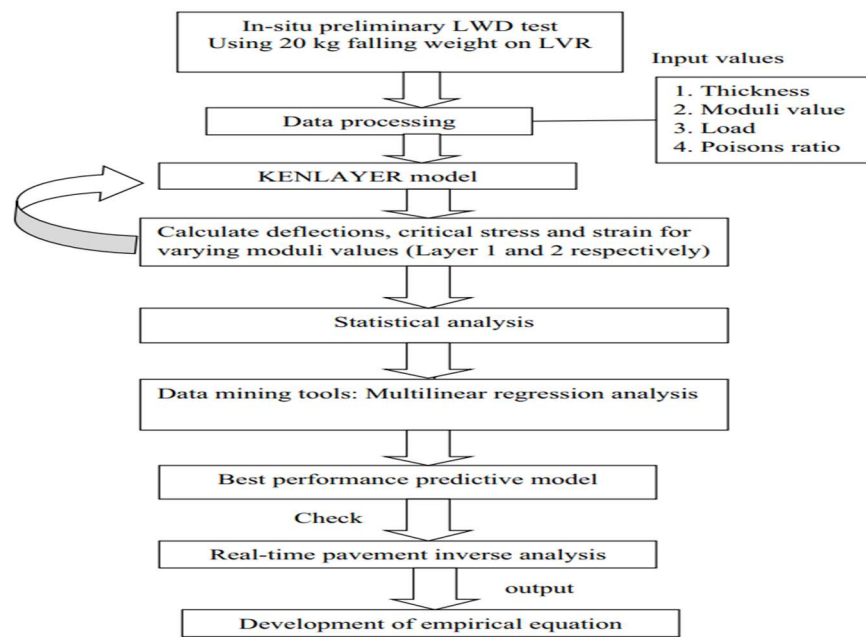 In-situ preliminary LWD test
Using 20 kg falling weight on LVR
Input values
1. Thickness
2. Moduli value
3. Load
4. Poisons ratio
Data processing
KENLAYER model
Calculate deflections, critical stress and strain for
varying moduli values (Layer 1 and 2 respectively)
Statistical analysis
Data mining tools: Multilinear regression analysis
Best performance predictive model
Check
Real-time pavement inverse analysis
output
Development of empirical equation